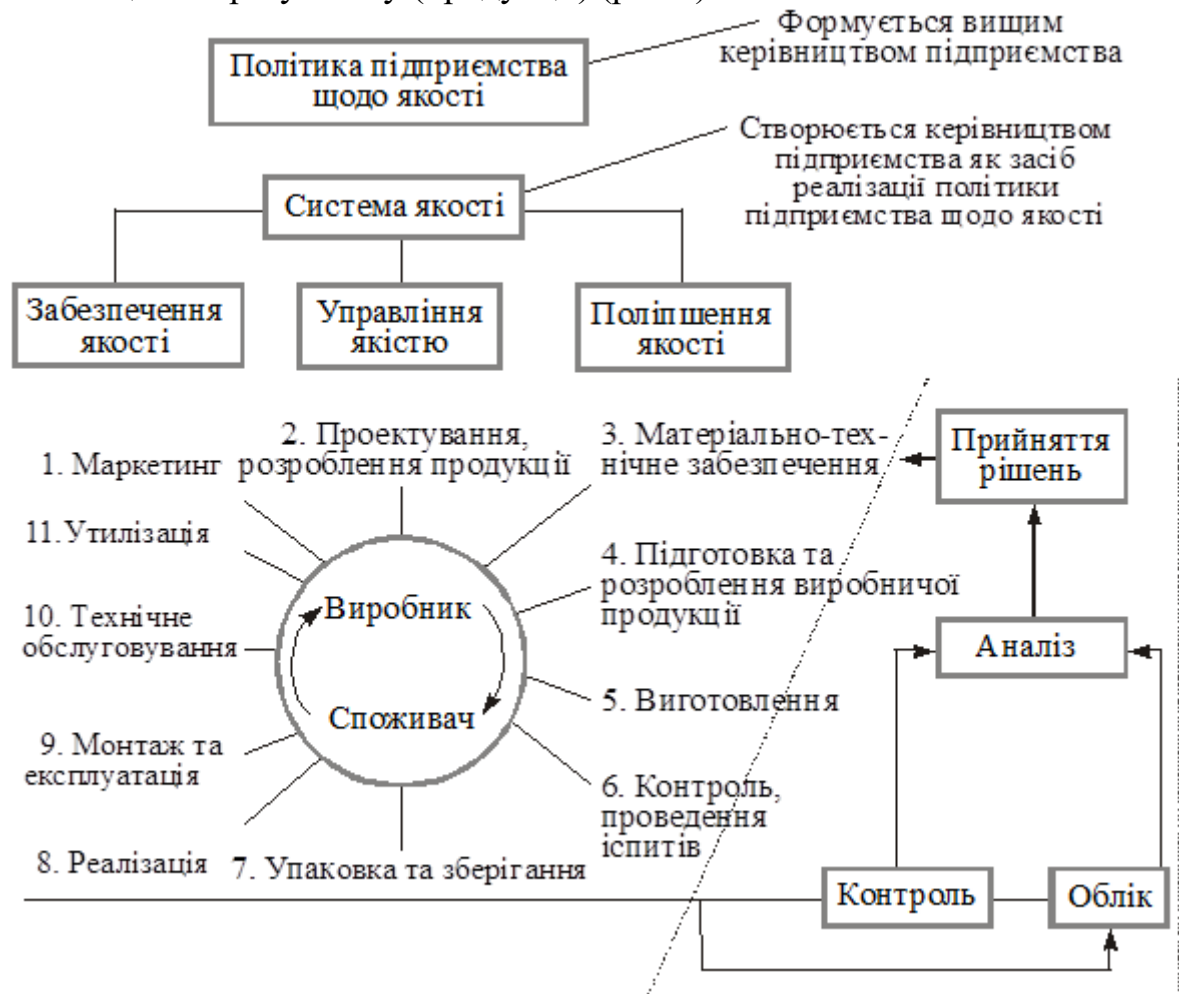 Формується вищим
керівництвом підприємства
Політика підприємства
щодо якості
Створюється керівництвом
підприємства як засіб
реалізації політики
підприємства щодо якості
Система якості
Забезпечення
якості
Управління
якістю
Поліпшення
якості
1. Маркетинг
2. Проектування,
розроблення продукції
3. Матеріально-тех-
нічне забезпечення
Прийняття
рішень
11.Утилізація
4. Підготовка та
розроблення виробничої
продукції
Виробник
10. Технічне
обслуговування
Аналіз
5. Виготовлення
Споживач
9. Монтаж та
експлуатація
6. Контроль,
проведення
іспитів
8. Реалізація
7. Упаковка та зберігання
Контроль
Облік